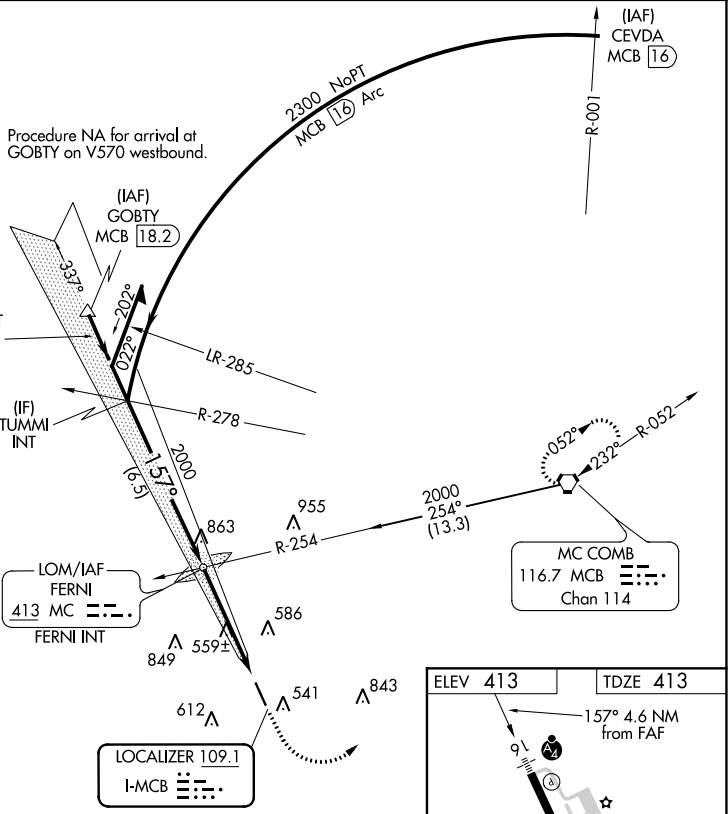 (IAF)
CEVDA
MCB 16
2300 NoPT
MCB 16 Arc
R-001
Procedure NA for arrival at
GOBTY on V570 westbound.
(IAF)
GOBTY
MCB 18.2
337°
202°
022°
LR-285
R-278
(IF)
TUMMI
INT
2000
157°
(6.5)
052°
232°
R-052
2000
254°
(13.3)
R-254
955
863
MC COMB
116.7 MCB
Chan 114
LOM/IAF
FERNI
413 MC
FERNI INT
586
849
559±
541
843
612
LOCALIZER 109.1
I-MCB
ELEV 413
TDZE 413
157° 4.6 NM
from FAF
16
A4